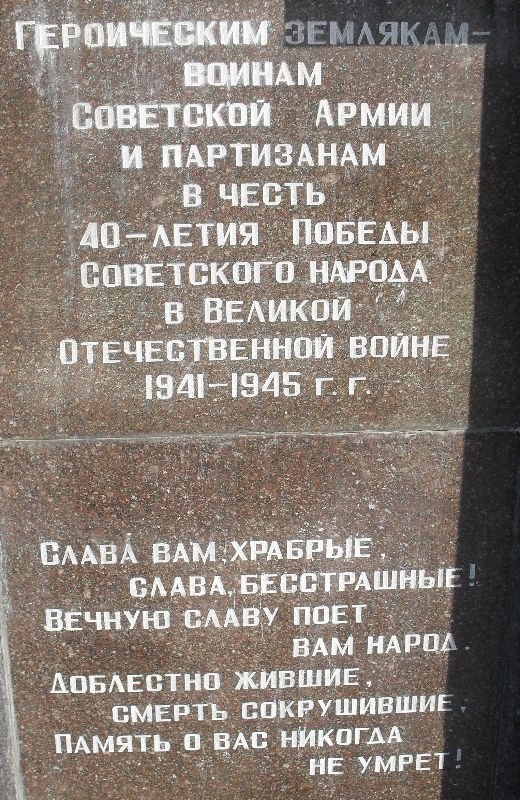 Героическим землякам-
воинам
Советской Армии
и партизанам
в честь
40-летия Победы
Советского народа
в Великой
Отечественной войне
1941-1945 г. г.
Слава вам, храбрые,
слава, бесстрашные!
Вечную славу поет
вам народ.
Доблестно жившие,
смерть сокрушившие,
Память о вас никогда
не умрет!